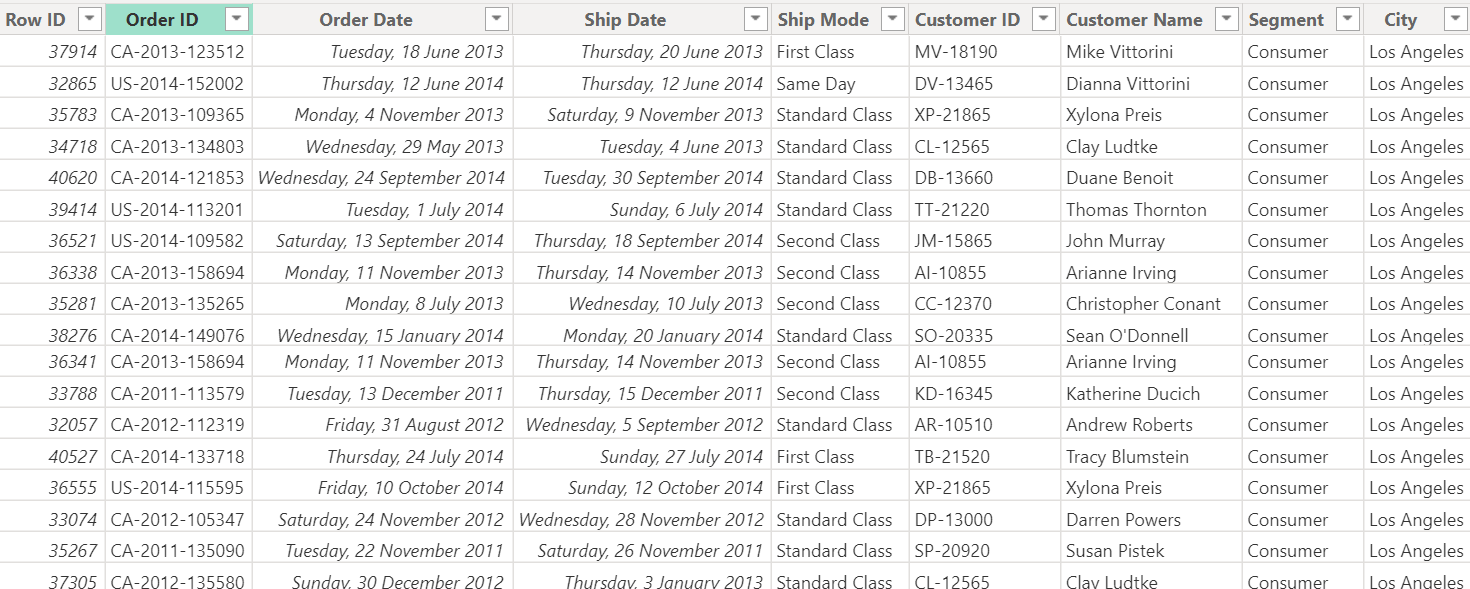 Row ID Order ID Order Date Ship Date Ship Mode Customer ID Customer Name Segment City
37914 CA-2013-123512 Tuesday, 18 June 2013 Thursday, 20 June 2013 First Class MV-18190 Mike Vittorini Consumer Los Angeles
32865 US-2014-152002 Thursday, 12 June 2014 Thursday, 12 June 2014 Same Day DV-13465 Dianna Vittorini Consumer Los Angeles
35783 CA-2013-109365 Monday, 4 November 2013 Saturday, 9 November 2013 Standard Class XP-21865 Xylona Preis Consumer Los Angeles
34718 CA-2013-134803 Wednesday, 29 May 2013 Tuesday, 4 June 2013 Standard Class CL-12565 Clay Ludtke Consumer Los Angeles
40620 CA-2014-121853 Wednesday, 24 September 2014 Tuesday, 30 September 2014 Standard Class DB-13660 Duane Benoit Consumer Los Angeles
39414 US-2014-113201 Tuesday, 1 July 2014 Sunday, 6 July 2014 Standard Class TT-21220 Thomas Thornton Consumer Los Angeles
36521 US-2014-109582 Saturday, 13 September 2014 Thursday, 18 September 2014 Second Class JM-15865 John Murray Consumer Los Angeles
36338 CA-2013-158694 Monday, 11 November 2013 Thursday, 14 November 2013 Second Class AI-10855 Arianne Irving Consumer Los Angeles
35281 CA-2013-135265 Monday, 8 July 2013 Wednesday, 10 July 2013 Second Class CC-12370 Christopher Conant Consumer Los Angeles
38276 CA-2014-149076 Wednesday, 15 January 2014 Monday, 20 January 2014 Standard Class SO-20335 Sean O'Donnell Consumer Los Angeles
36341 CA-2013-158694 Monday, 11 November 2013 Thursday, 14 November 2013 Second Class AI-10855 Arianne Irving Consumer Los Angeles
33788 CA-2011-113579 Tuesday, 13 December 2011 Thursday, 15 December 2011 Second Class KD-16345 Katherine Ducich Consumer Los Angeles
32057 CA-2012-112319 Friday, 31 August 2012 Wednesday, 5 September 2012 Standard Class AR-10510 Andrew Roberts Consumer Los Angeles
40527 CA-2014-133718 Thursday, 24 July 2014 Sunday, 27 July 2014 First Class TB-21520 Tracy Blumstein Consumer Los Angeles
36555 US-2014-115595 Friday, 10 October 2014 Sunday, 12 October 2014 First Class XP-21865 Xylona Preis Consumer Los Angeles
33074 CA-2012-105347 Saturday, 24 November 2012 Wednesday, 28 November 2012 Standard Class DP-13000 Darren Powers Consumer Los Angeles
35267 CA-2011-135090 Tuesday, 22 November 2011 Saturday, 26 November 2011 Standard Class SP-20920 Susan Pistek Consumer Los Angeles
37305 CA-2012-135580 Sunday, 30 December 2012 Thursday, 3 January 2013 Standard Class CL-12565 Clay Ludtke Consumer Los Angeles